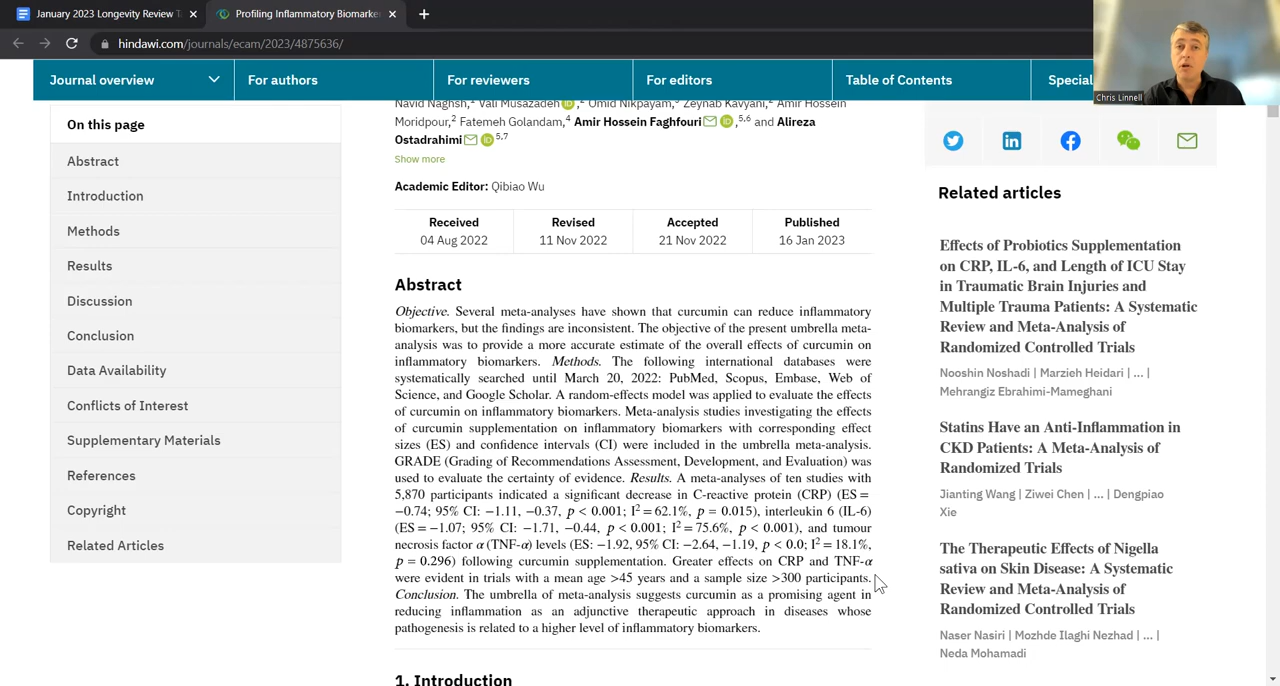 January 2023 Longevity Review T
Profiling Inflammatory Biomarke
hindawi.com/journals/ecam/2023/4875636/
Chris Linnell
Journal overview
For authors
For reviewers
For editors
Table of Contents
Special
On this page
Abstract
Introduction
Methods
Results
Discussion
Conclusion
Data Availability
Conflicts of Interest
Supplementary Materials
References
Copyright
Related Articles
Navid Naghsh,1 Vali Musazadeh iD,2 Omid Nikpayam,3 Zeynab Kavyani,2 Amir Hossein
Moridpour,2 Fatemeh Golandam,4 Amir Hossein Faghfouri iD,5,6 and Alireza
Ostadrahimi iD 5,7
Show more
Academic Editor: Qibiao Wu
Received Revised Accepted Published
04 Aug 2022 11 Nov 2022 21 Nov 2022 16 Jan 2023
Abstract
Objective. Several meta-analyses have shown that curcumin can reduce inflammatory
biomarkers, but the findings are inconsistent. The objective of the present umbrella meta-
analysis was to provide a more accurate estimate of the overall effects of curcumin on
inflammatory biomarkers. Methods. The following international databases were
systematically searched until March 20, 2022: PubMed, Scopus, Embase, Web of
Science, and Google Scholar. A random-effects model was applied to evaluate the effects
of curcumin on inflammatory biomarkers. Meta-analysis studies investigating the effects
of curcumin supplementation on inflammatory biomarkers with corresponding effect
sizes (ES) and confidence intervals (CI) were included in the umbrella meta-analysis.
GRADE (Grading of Recommendations Assessment, Development, and Evaluation) was
used to evaluate the certainty of evidence. Results. A meta-analyses of ten studies with
5,870 participants indicated a significant decrease in C-reactive protein (CRP) (ES =
−0.74; 95% CI: −1.11, −0.37, p < 0.001; I2 = 62.1%, p = 0.015), interleukin 6 (IL-6)
(ES = −1.07; 95% CI: −1.71, −0.44, p < 0.001; I2 = 75.6%, p < 0.001), and tumour
necrosis factor α (TNF-α) levels (ES: −1.92, 95% CI: −2.64, −1.19, p < 0.0; I2 = 18.1%,
p = 0.296) following curcumin supplementation. Greater effects on CRP and TNF-α
were evident in trials with a mean age >45 years and a sample size >300 participants.
Conclusion. The umbrella of meta-analysis suggests curcumin as a promising agent in
reducing inflammation as an adjunctive therapeutic approach in diseases whose
pathogenesis is related to a higher level of inflammatory biomarkers.
1. Introduction
Related articles
Effects of Probiotics Supplementation
on CRP, IL-6, and Length of ICU Stay
in Traumatic Brain Injuries and
Multiple Trauma Patients: A Systematic
Review and Meta-Analysis of
Randomized Controlled Trials
Nooshin Noshadi | Marzieh Heidari | ... |
Mehrangiz Ebrahimi-Mameghani
Statins Have an Anti-Inflammation in
CKD Patients: A Meta-Analysis of
Randomized Trials
Jianting Wang | Ziwei Chen | ... | Dengpiao
Xie
The Therapeutic Effects of Nigella
sativa on Skin Disease: A Systematic
Review and Meta-Analysis of
Randomized Controlled Trials
Naser Nasiri | Mozhde Ilaghi Nezhad | ... |
Neda Mohamadi